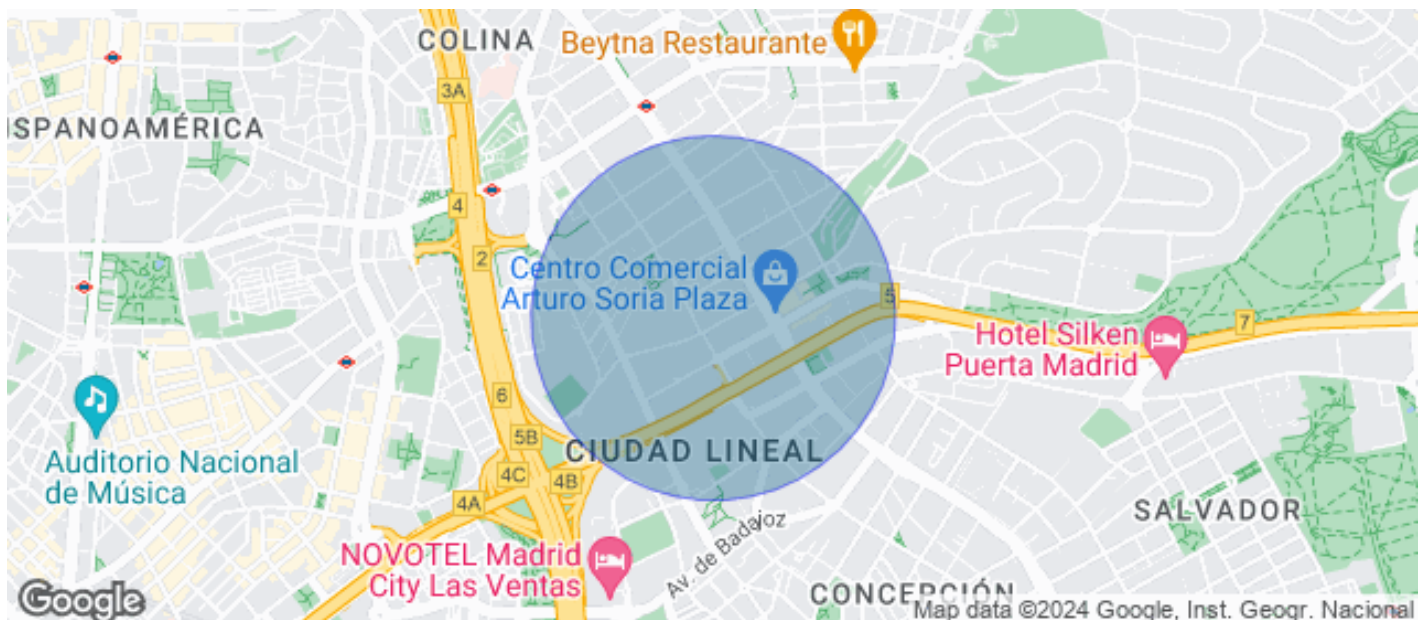 COLINA
Beytna Restaurante
3A
ISPANOAMÉRICA
4
2
Centro Comercial
Arturo Soria Plaza
5
7
Hotel Silken
Puerta Madrid
6
5B
CIUDAD LINEAL
4C
4B
4A
Auditorio Nacional
de Música
SALVADOR
NOVOTEL Madrid
City Las Ventas
Av. de Badajoz
CONCEPCIÓN
Google
Map data ©2024 Google, Inst. Geogr. Nacional